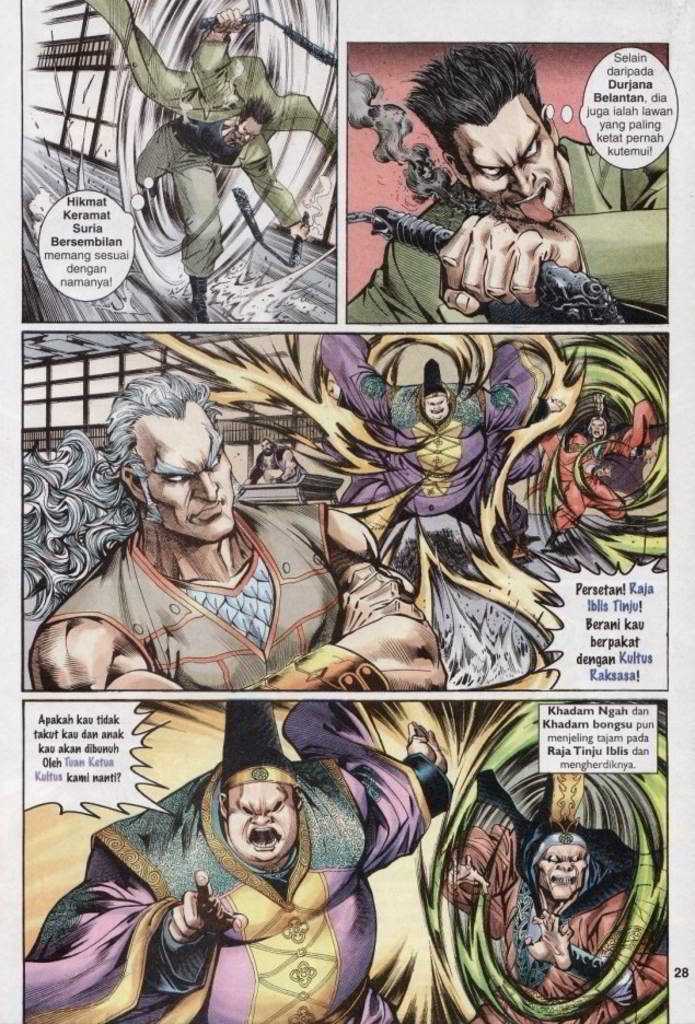 Hikmat
Keramat
Suria
Bersembilan
memang sesuai
dengan
namanya!
Selain
daripada
Durjana
Belantan, dia
juga ialah lawan
yang paling
ketat pernah
kutemui!
Persetan! Raja
Iblis Tinju!
Berani kau
berpakat
dengan Kultus
Raksasa!
Apakah kau tidak
takut kau dan anak
kau akan dibunuh
Oleh Tuan Ketua
Kultus kami nanti?
Khadam Ngah dan
Khadam bongsu pun
menjeling tajam pada
Raja Tinju Iblis dan
mengherdiknya.
28